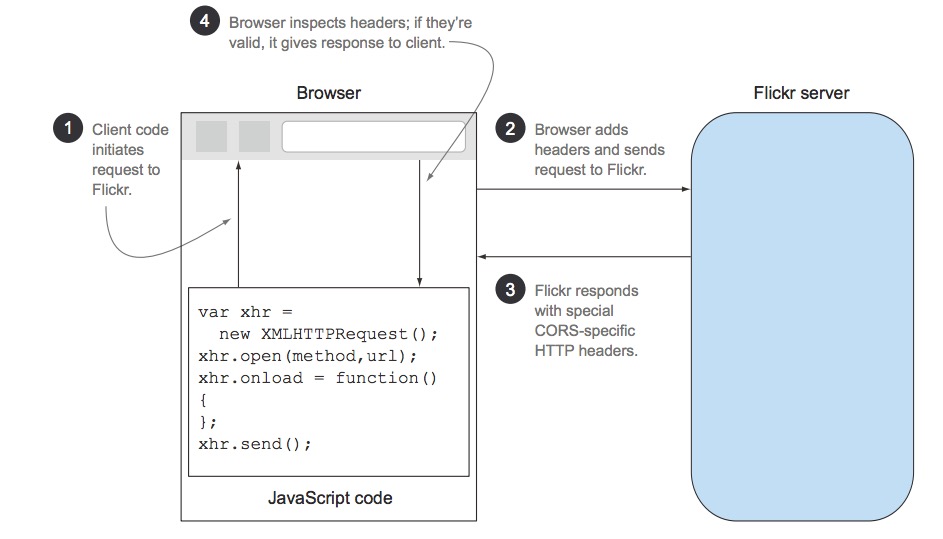 4 Browser inspects headers; if they're
valid, it gives response to client.
Browser
Flickr server
1 Client code
initiates
request to
Flickr.
2 Browser adds
headers and sends
request to Flickr.
3 Flickr responds
with special
CORS-specific
HTTP headers.
var xhr =
new XMLHTTPRequest();
xhr.open(method,url);
xhr.onload = function()
{
};
xhr.send();
JavaScript code